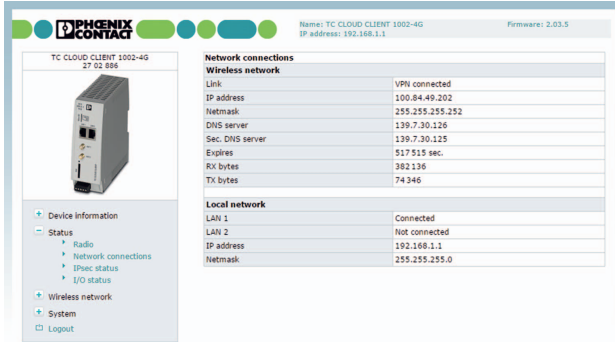 PHŒNIX
CONTACT
Name: TC CLOUD CLIENT 1002-4G
IP address: 192.168.1.1
Firmware: 2.03.5
TC CLOUD CLIENT 1002-4G
27 02 886
Device information
Status
Radio
Network connections
IPsec status
I/O status
Wireless network
System
Logout
Network connections
Wireless network
Link VPN connected
IP address 100.84.49.202
Netmask 255.255.255.252
DNS server 139.7.30.126
Sec. DNS server 139.7.30.125
Expires 517515 sec.
RX bytes 382136
TX bytes 74346
Local network
LAN 1 Connected
LAN 2 Not connected
IP address 192.168.1.1
Netmask 255.255.255.0